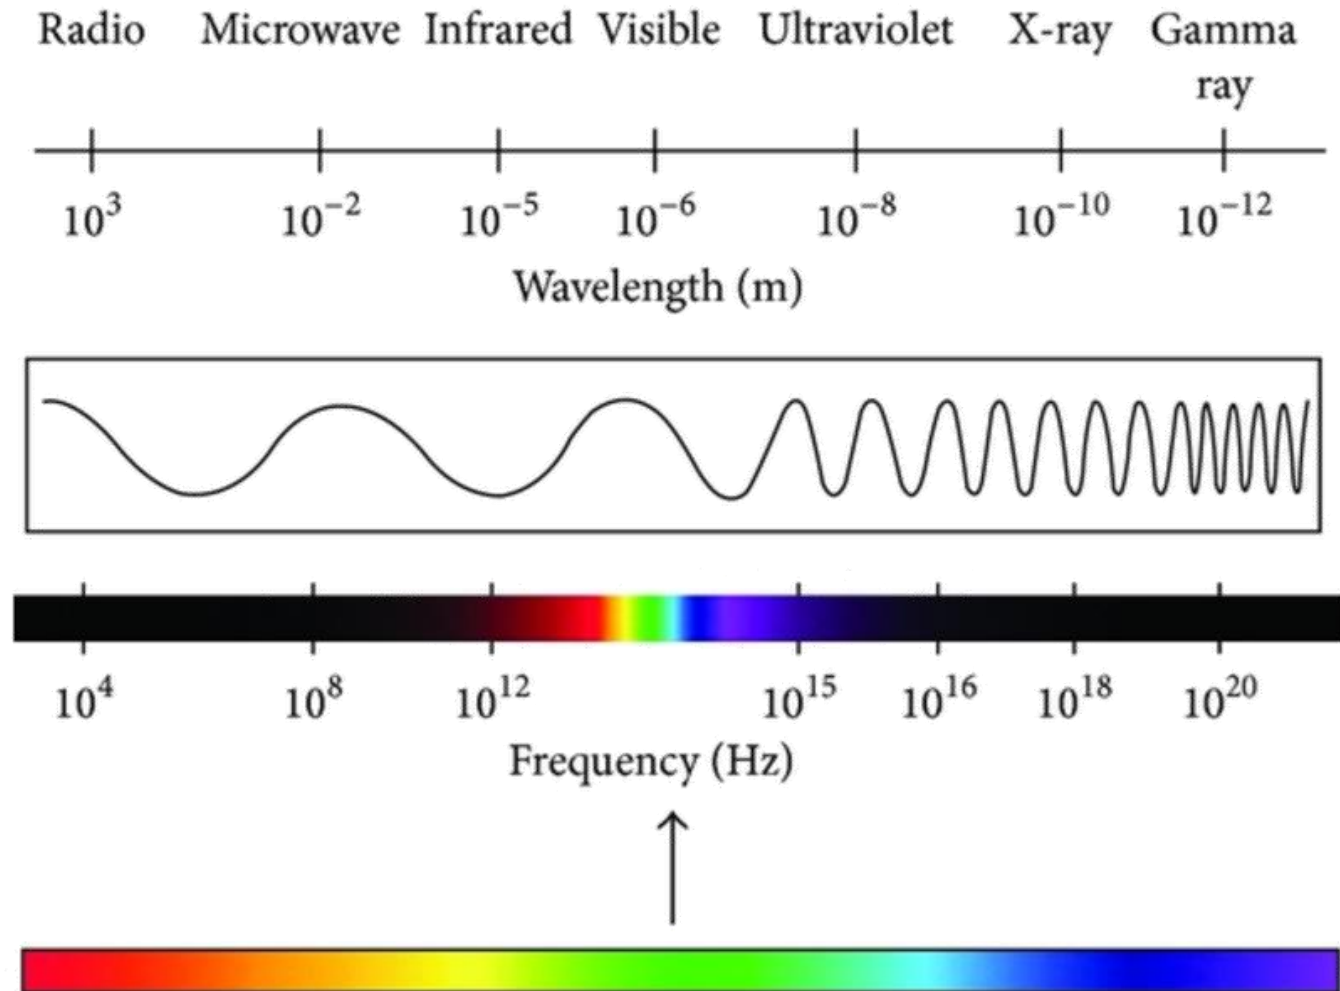 Radio Microwave Infrared Visible Ultraviolet X-ray Gamma
ray
10³ 10⁻² 10⁻⁵ 10⁻⁶ 10⁻⁸ 10⁻¹⁰ 10⁻¹²
Wavelength (m)
10⁴ 10⁸ 10¹² 10¹⁵ 10¹⁶ 10¹⁸ 10²⁰
Frequency (Hz)